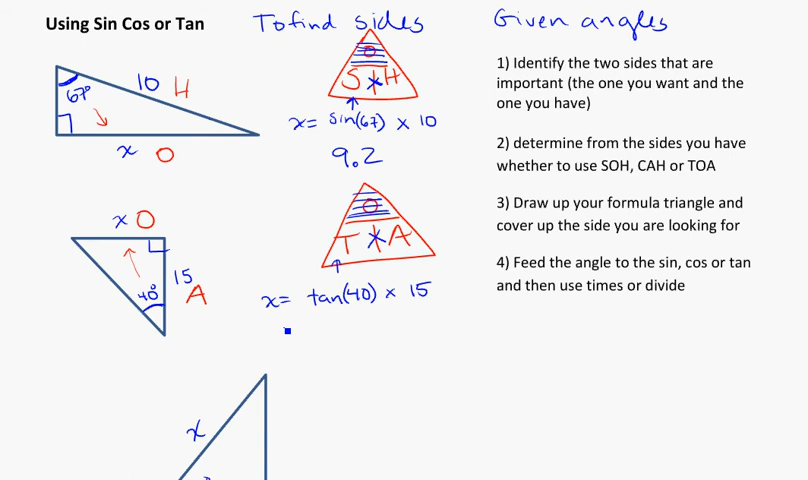 Using Sin Cos or Tan
To find sides
Given angles
O
S * H
10 H
67°
x O
x = sin(67) x 10
9.2
O
T * A
x O
15
A
40°
x = tan(40) x 15
x
1) Identify the two sides that are
important (the one you want and the
one you have)
2) determine from the sides you have
whether to use SOH, CAH or TOA
3) Draw up your formula triangle and
cover up the side you are looking for
4) Feed the angle to the sin, cos or tan
and then use times or divide